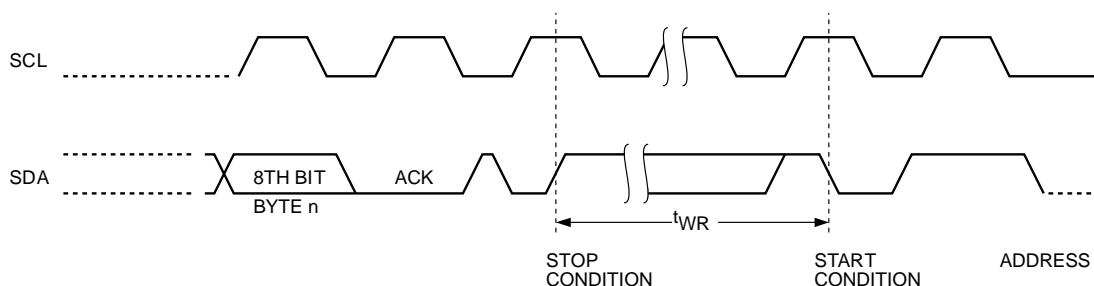 SCL
SDA
8TH BIT
ACK
BYTE n
tWR
STOP
CONDITION
START
CONDITION
ADDRESS